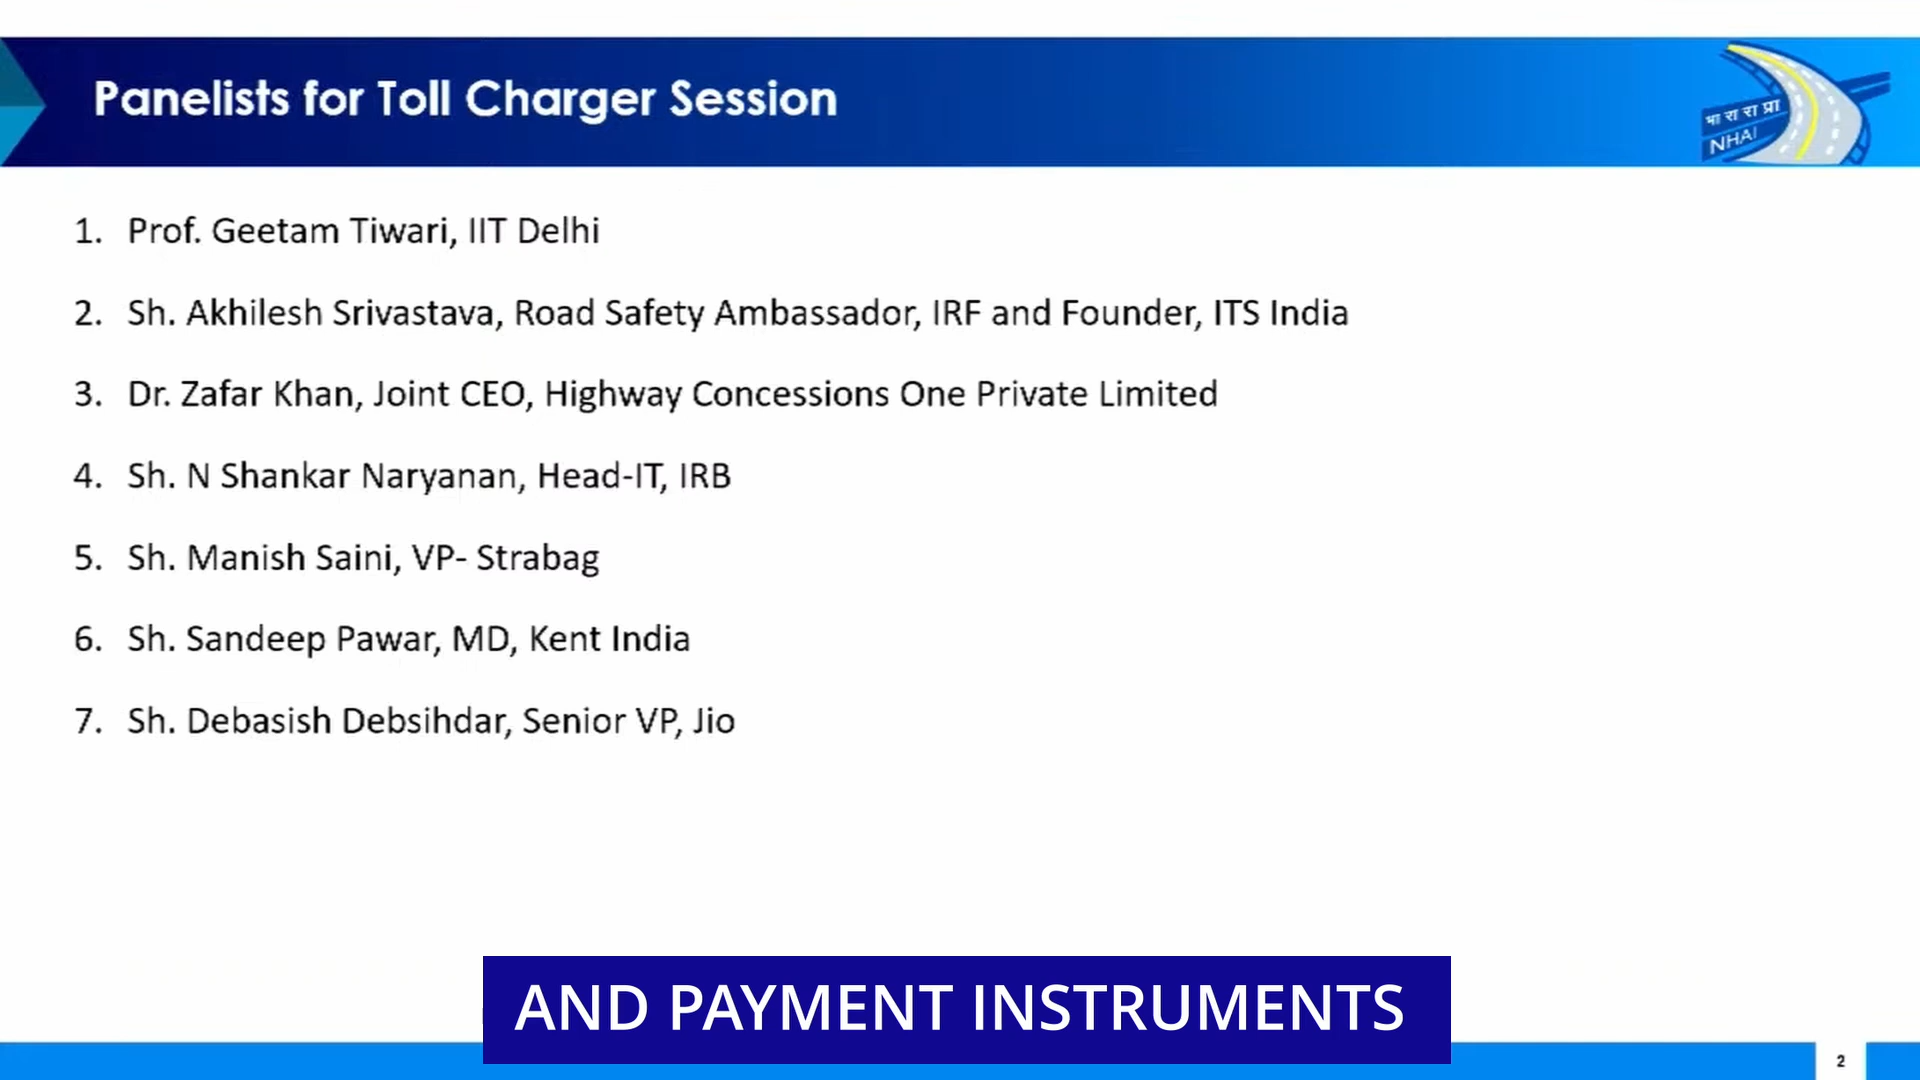 Panelists for Toll Charger Session
भा रा रा प्रा
NHAI
1. Prof. Geetam Tiwari, IIT Delhi
2. Sh. Akhilesh Srivastava, Road Safety Ambassador, IRF and Founder, ITS India
3. Dr. Zafar Khan, Joint CEO, Highway Concessions One Private Limited
4. Sh. N Shankar Naryanan, Head-IT, IRB
5. Sh. Manish Saini, VP- Strabag
6. Sh. Sandeep Pawar, MD, Kent India
7. Sh. Debasish Debsihdar, Senior VP, Jio
AND PAYMENT INSTRUMENTS
2